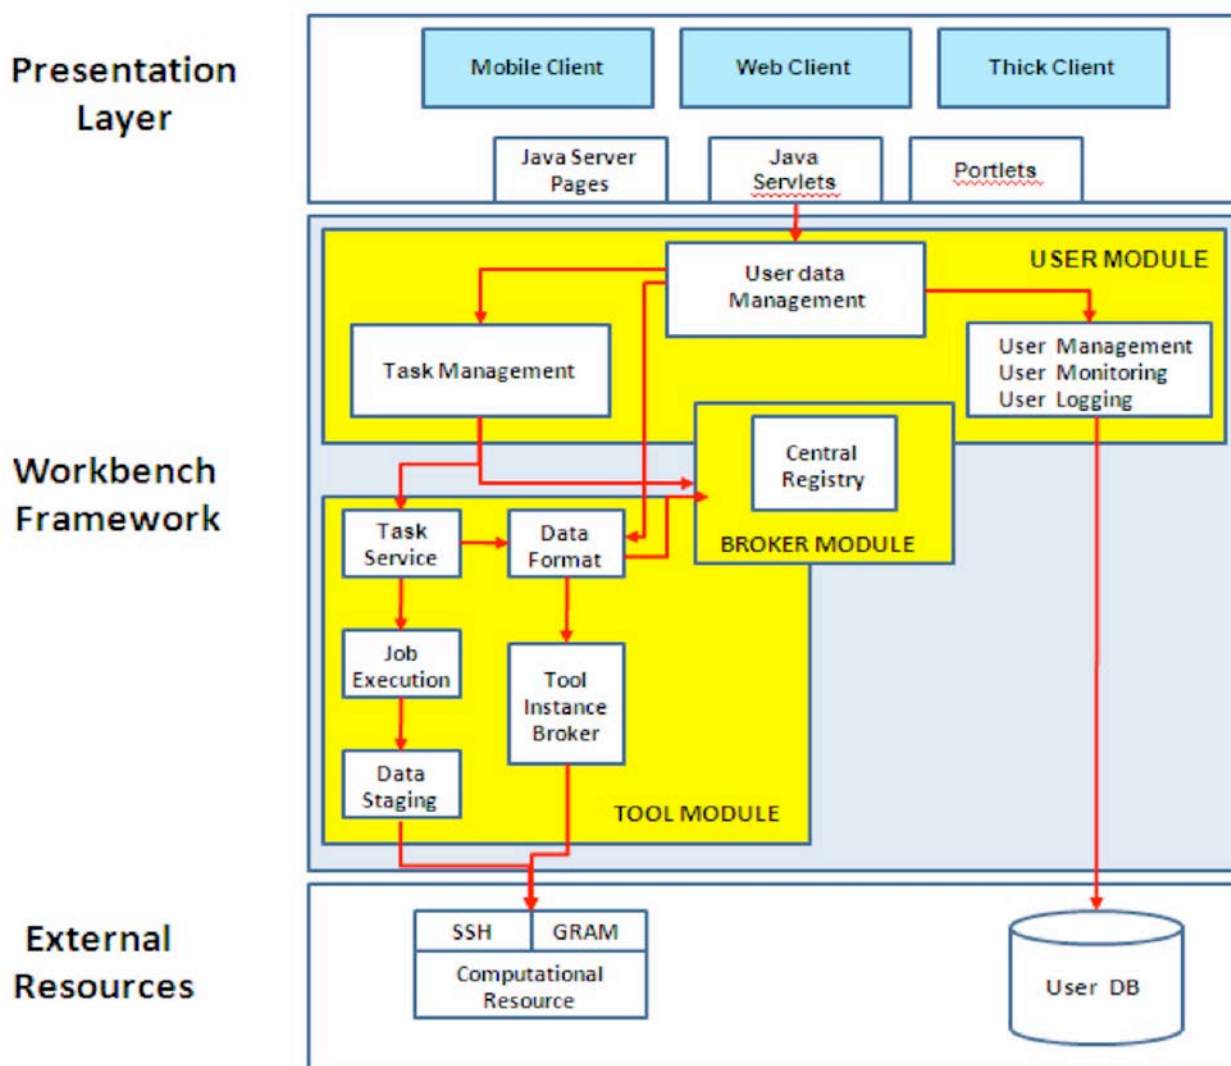 Presentation
Layer
Mobile Client
Web Client
Thick Client
Java Server
Pages
Java
Servlets
Portlets
Workbench
Framework
USER MODULE
User data
Management
Task Management
User Management
User Monitoring
User Logging
Central
Registry
BROKER MODULE
Task
Service
Data
Format
Job
Execution
Tool
Instance
Broker
Data
Staging
TOOL MODULE
External
Resources
SSH
GRAM
Computational
Resource
User DB